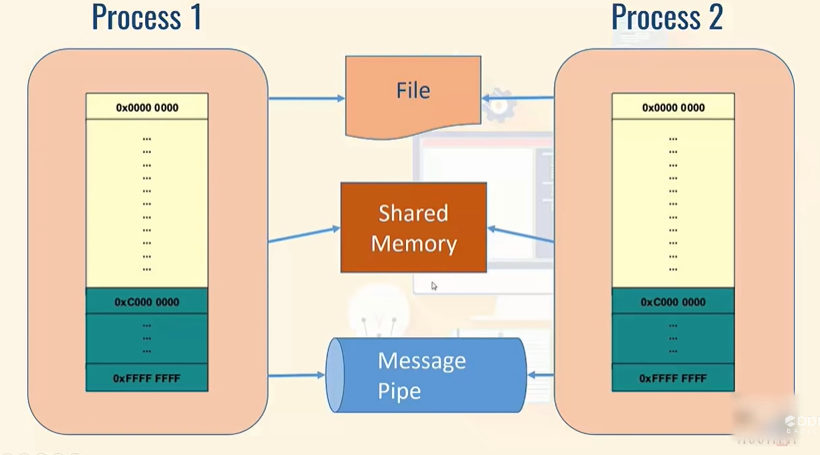 Process 1
Process 2
0x0000 0000
...
...
...
...
...
...
...
...
...
...
...
0xC000 0000
...
...
...
0xFFFF FFFF
File
Shared
Memory
Message
Pipe
0x0000 0000
...
...
...
...
...
...
...
...
...
...
...
0xC000 0000
...
...
...
0xFFFF FFFF